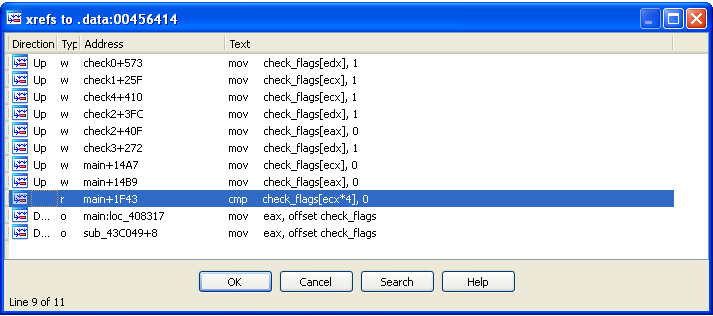 xrefs to .data:00456414
Direction Typ Address Text
Up w check0+573 mov check_flags[edx], 1
Up w check1+25F mov check_flags[ecx], 1
Up w check4+410 mov check_flags[ecx], 1
Up w check2+3FC mov check_flags[edx], 1
Up w check2+40F mov check_flags[eax], 0
Up w check3+272 mov check_flags[edx], 1
Up w main+14A7 mov check_flags[ecx], 0
Up w main+14B9 mov check_flags[eax], 0
r main+1F43 cmp check_flags[ecx*4], 0
D... o main:loc_408317 mov eax, offset check_flags
D... o sub_43C049+8 mov eax, offset check_flags
OK Cancel Search Help
Line 9 of 11